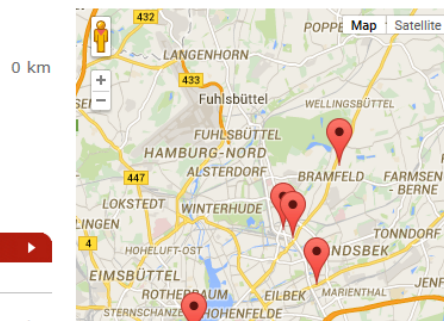 0 km
432
POPPE
Map
Satellite
LANGENHORN
433
Fuhlsbüttel
WELLINGSBÜTTEL
FUHLSBÜTTEL
HAMBURG-NORD
ALSTERDORF
447
BRAMFELD
FARMSEN
- BERNE
LOKSTEDT
WINTERHUDE
LINGEN
4
TONNDORF
HOHELUFT-OST
NDSBEK
EIMSBÜTTEL
JENF
ROTHERBAUM
EILBEK
MARIENTHAL
STERNSCHANZE
HOHENFELDE